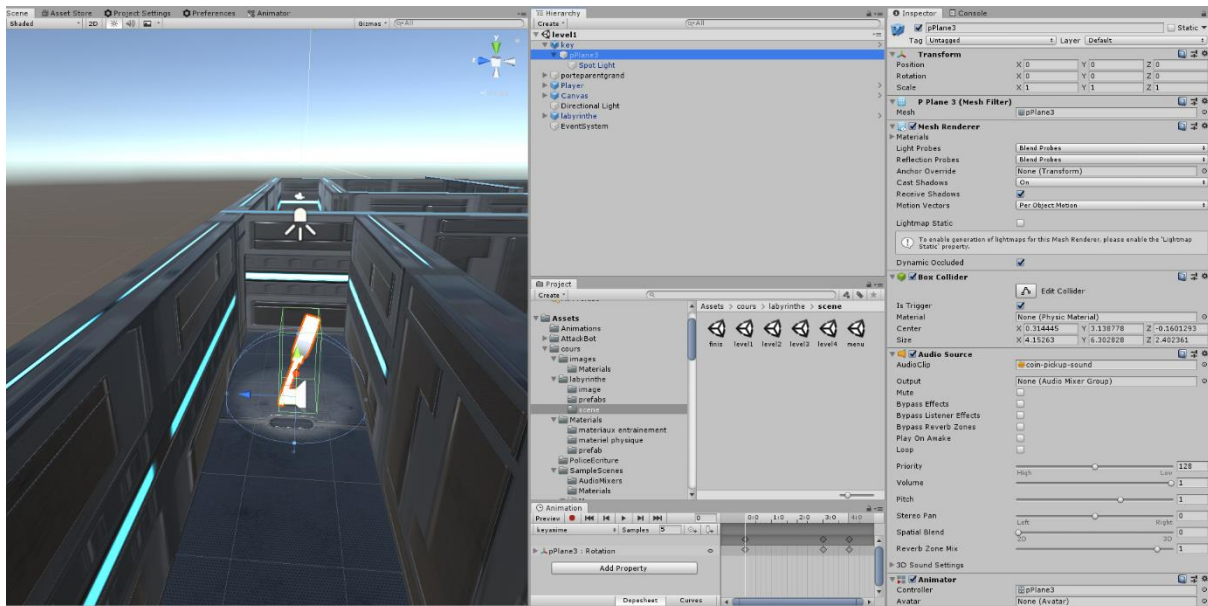 Scene
Asset Store
Project Settings
Preferences
Animator
Shaded
2D
Gizmos
All
Hierarchy
Create
All
level1
key
pPlane3
Spot Light
porteparentgrand
Player
Canvas
Directional Light
labyrinthe
EventSystem
Project
Create
Assets
Animations
AttackBot
cours
images
Materials
labyrinthe
image
prefabs
scene
Materials
materiaux entrainement
materiel physique
prefab
PoliceEcriture
SampleScenes
AudioMixers
Materials
Assets > cours > labyrinthe > scene
finis level1 level2 level3 level4 menu
Animation
Preview 0 0:0 1:0 2:0 3:0 4:0
keyanime Samples 5
pPlane3 : Rotation
Add Property
Dopesheet Curves
Inspector Console
pPlane3 Static
Tag Untagged Layer Default
Transform
Position X 0 Y 0 Z 0
Rotation X 0 Y 0 Z 0
Scale X 1 Y 1 Z 1
P Plane 3 (Mesh Filter)
Mesh pPlane3
Mesh Renderer
Materials
Light Probes Blend Probes
Reflection Probes Blend Probes
Anchor Override None (Transform)
Cast Shadows On
Receive Shadows
Motion Vectors Per Object Motion
Lightmap Static
To enable generation of lightmaps for this Mesh Renderer, please enable the 'Lightmap
Static' property.
Dynamic Occluded
Box Collider
Edit Collider
Is Trigger
Material None (Physic Material)
Center X 0.314445 Y 3.138778 Z -0.1601293
Size X 4.15263 Y 6.302828 Z 2.402361
Audio Source
AudioClip coin-pickup-sound
Output None (Audio Mixer Group)
Mute
Bypass Effects
Bypass Listener Effects
Bypass Reverb Zones
Play On Awake
Loop
Priority 128
High Low
Volume 1
Pitch 1
Stereo Pan 0
Left Right
Spatial Blend 0
2D 3D
Reverb Zone Mix 1
3D Sound Settings
Animator
Controller pPlane3
Avatar None (Avatar)